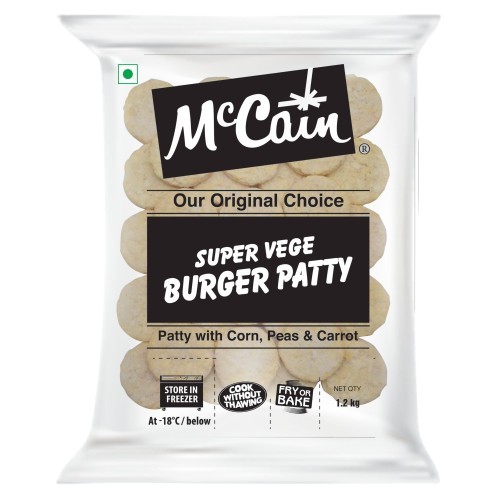 McCain®
Our Original Choice
SUPER VEGE
BURGER PATTY
Patty with Corn, Peas & Carrot
STORE IN
FREEZER
At -18°C / below
COOK
WITHOUT
THAWING
FRY OR
BAKE
NET QTY
1.2 kg